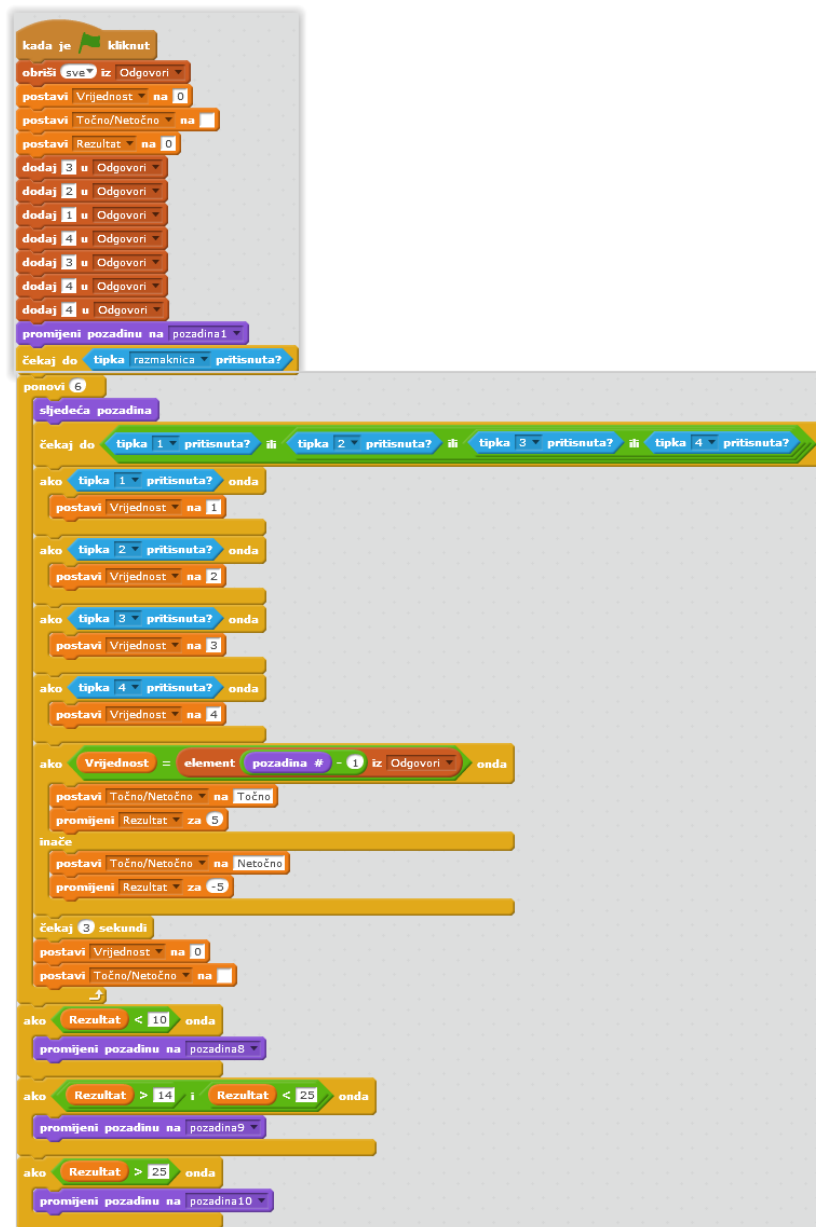 kada je kliknut
obriši sve iz Odgovori
postavi Vrijednost na 0
postavi Točno/Netočno na
postavi Rezultat na 0
dodaj 3 u Odgovori
dodaj 2 u Odgovori
dodaj 1 u Odgovori
dodaj 4 u Odgovori
dodaj 3 u Odgovori
dodaj 4 u Odgovori
dodaj 4 u Odgovori
promijeni pozadinu na pozadina1
čekaj do tipka razmaknica pritisnuta?
ponovi 6
sljedeća pozadina
čekaj do tipka 1 pritisnuta? ili tipka 2 pritisnuta? ili tipka 3 pritisnuta? ili tipka 4 pritisnuta?
ako tipka 1 pritisnuta? onda
postavi Vrijednost na 1
ako tipka 2 pritisnuta? onda
postavi Vrijednost na 2
ako tipka 3 pritisnuta? onda
postavi Vrijednost na 3
ako tipka 4 pritisnuta? onda
postavi Vrijednost na 4
ako Vrijednost = element pozadina # - 1 iz Odgovori onda
postavi Točno/Netočno na Točno
promijeni Rezultat za 5
inače
postavi Točno/Netočno na Netočno
promijeni Rezultat za -5
čekaj 3 sekundi
postavi Vrijednost na 0
postavi Točno/Netočno na
ako Rezultat < 10 onda
promijeni pozadinu na pozadina8
ako Rezultat > 14 i Rezultat < 25 onda
promijeni pozadinu na pozadina9
ako Rezultat > 25 onda
promijeni pozadinu na pozadina10